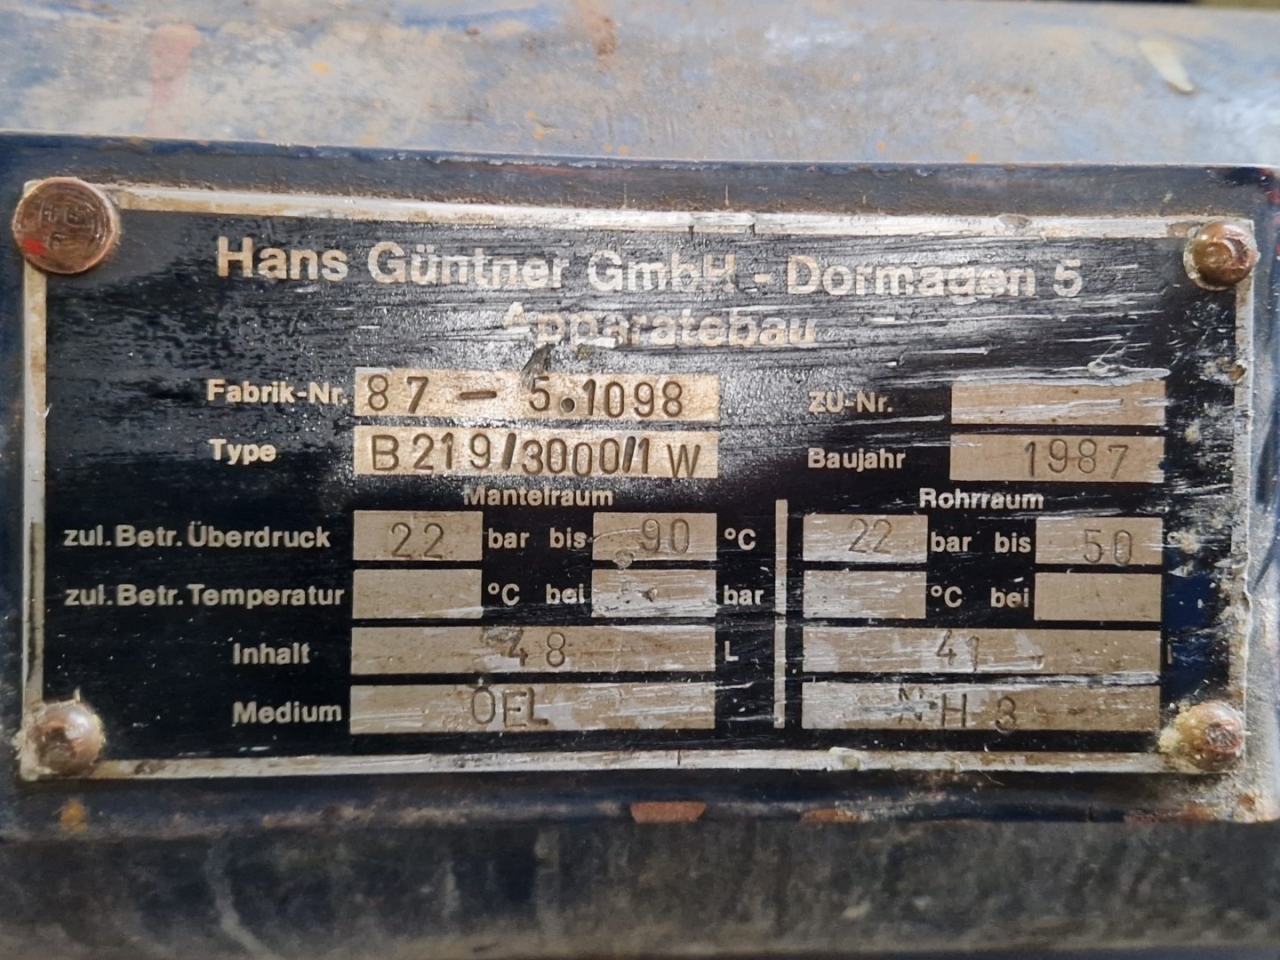 Hans Güntner GmbH - Dormagen 5
Apparatebau
Fabrik-Nr. 87 - 5.1098 ZU-Nr.
Type B219/3000/1W Baujahr 1987
Mantelraum Rohrraum
zul. Betr. Überdruck 22 bar bis 90 °C 22 bar bis 50
zul. Betr. Temperatur °C bei bar °C bei
Inhalt 48 L 41
Medium OEL NH3